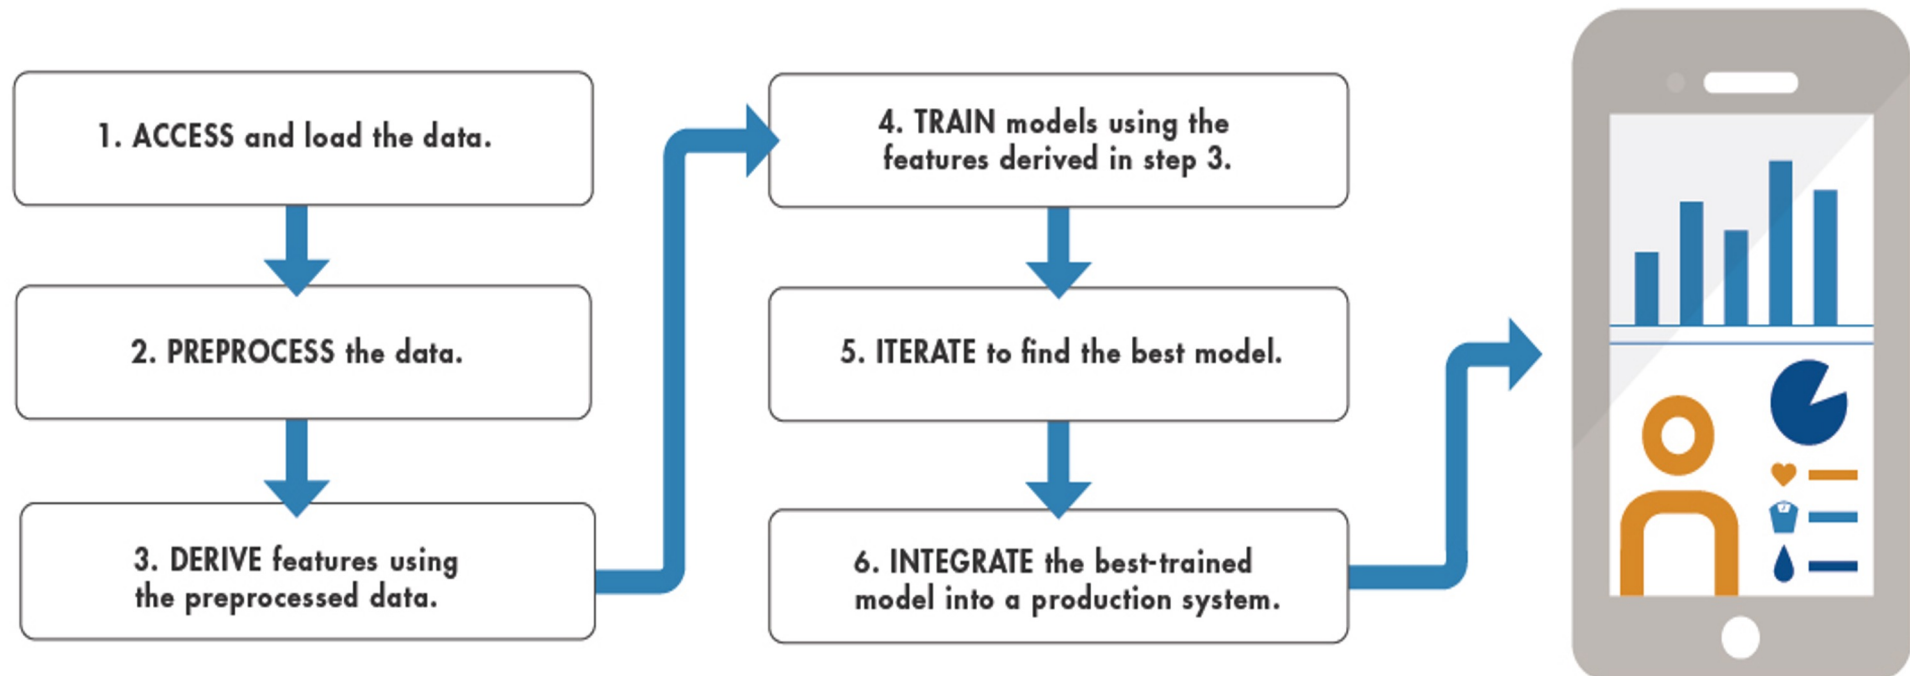 1. ACCESS and load the data.
2. PREPROCESS the data.
3. DERIVE features using
the preprocessed data.
4. TRAIN models using the
features derived in step 3.
5. ITERATE to find the best model.
6. INTEGRATE the best-trained
model into a production system.